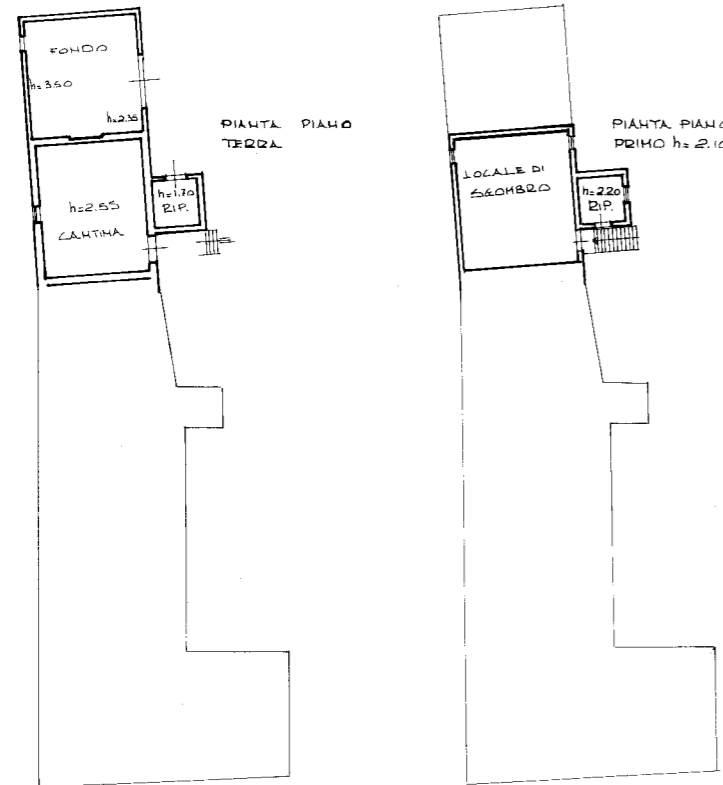 FONDO
h=3.50
h=2.35
PIANTA PIANO
TERRA
h=2.55
CANTINA
h=1.70
RIP.
PIANTA PIANO
PRIMO h=2.10
LOCALE DI
SGOMBRO
h=2.20
RIP.